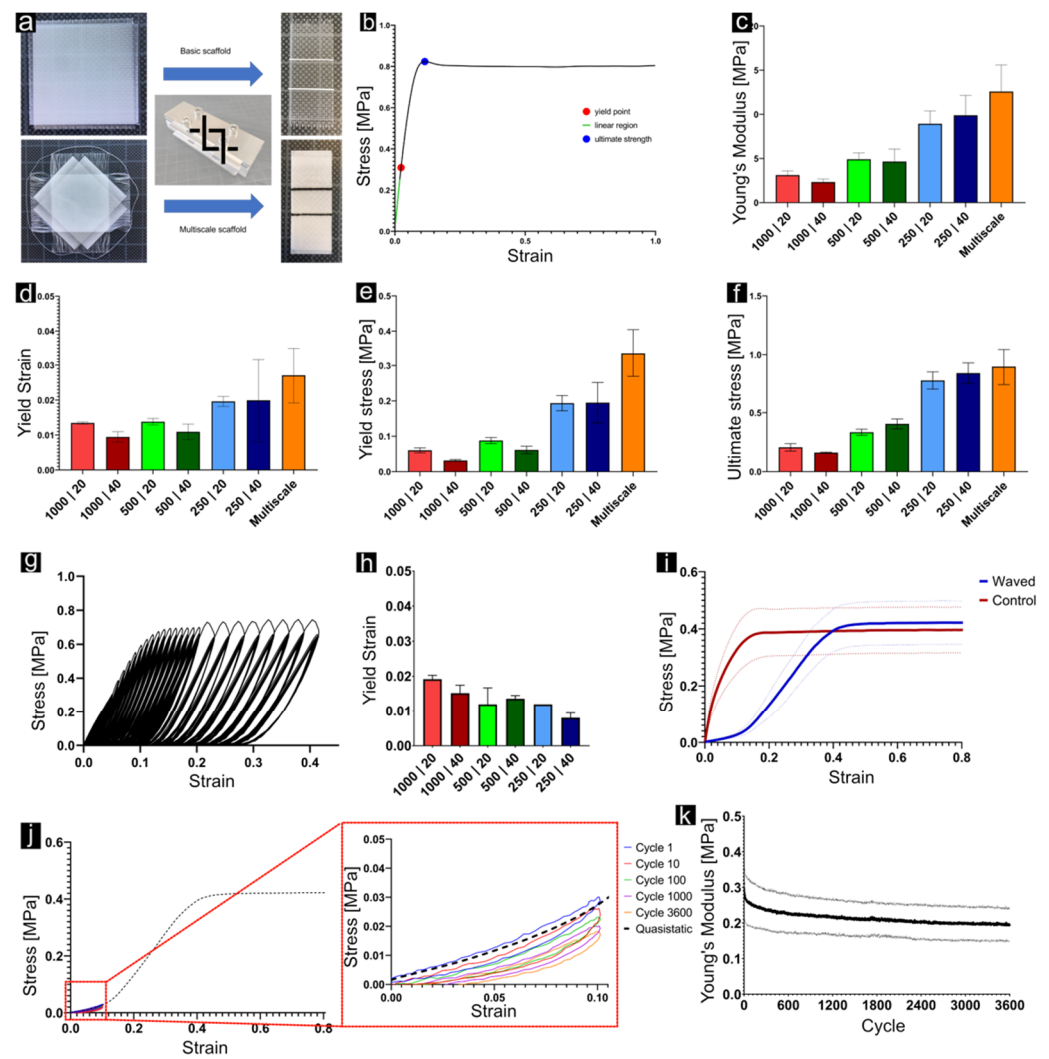 a
Basic scaffold
Multiscale scaffold
b
Stress [MPa]
1.0
0.8
0.6
0.4
0.2
0.0
0.0 0.5 1.0
Strain
yield point
linear region
ultimate strength
c
Young's Modulus [MPa]
20
5
0
5
0
1000 | 20 1000 | 40 500 | 20 500 | 40 250 | 20 250 | 40 Multiscale
d
Yield Strain
0.05
0.04
0.03
0.02
0.01
0.00
1000 | 20 1000 | 40 500 | 20 500 | 40 250 | 20 250 | 40 Multiscale
e
Yield stress [MPa]
0.5
0.4
0.3
0.2
0.1
0.0
1000 | 20 1000 | 40 500 | 20 500 | 40 250 | 20 250 | 40 Multiscale
f
Ultimate stress [MPa]
1.5
1.0
0.5
0.0
1000 | 20 1000 | 40 500 | 20 500 | 40 250 | 20 250 | 40 Multiscale
g
Stress [MPa]
1.0
0.8
0.6
0.4
0.2
0.0
0.0 0.1 0.2 0.3 0.4
Strain
h
Yield Strain
0.05
0.04
0.03
0.02
0.01
0.00
1000 | 20 1000 | 40 500 | 20 500 | 40 250 | 20 250 | 40
i
Stress [MPa]
0.6
0.4
0.2
0.0
0.0 0.2 0.4 0.6 0.8
Strain
Waved
Control
j
Stress [MPa]
0.6
0.4
0.2
0.0
0.0 0.2 0.4 0.6 0.8
Strain
Stress [MPa]
0.05
0.04
0.03
0.02
0.01
0.00
0.00 0.05 0.10
Strain
Cycle 1
Cycle 10
Cycle 100
Cycle 1000
Cycle 3600
Quasistatic
k
Young's Modulus [MPa]
0.5
0.4
0.3
0.2
0.1
0.0
0 600 1200 1800 2400 3000 3600
Cycle